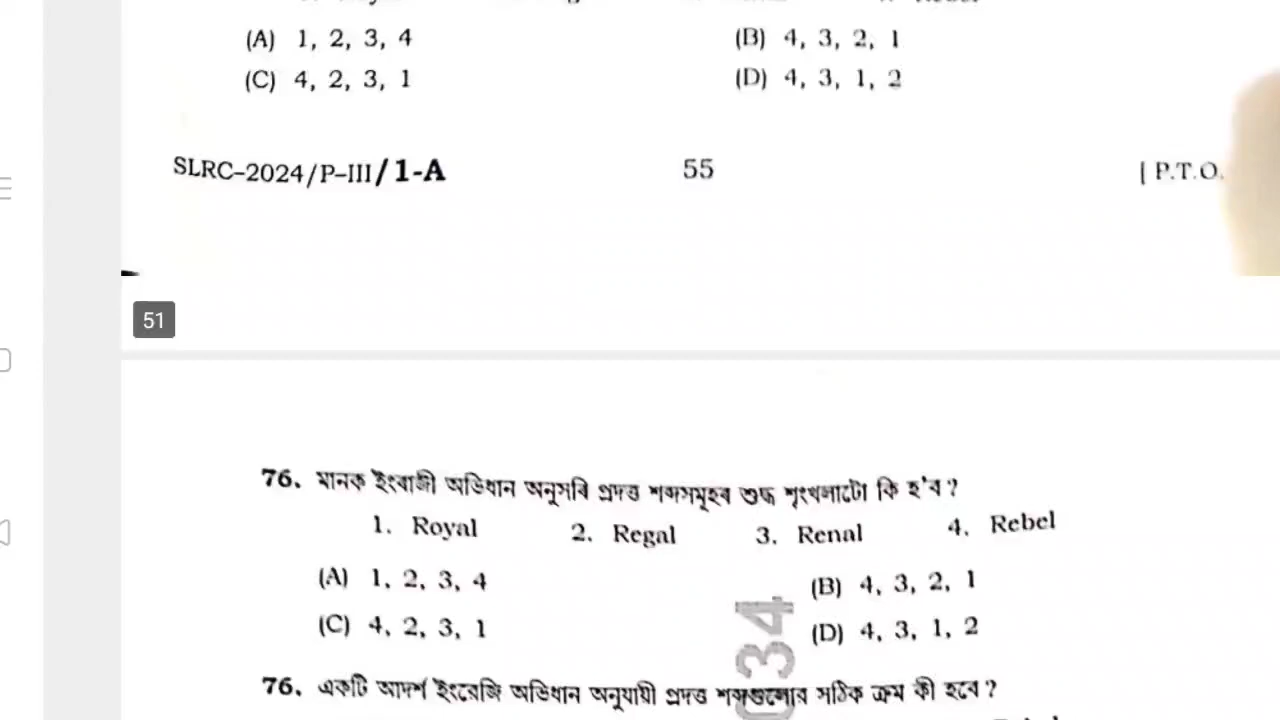 (A) 1, 2, 3, 4 (B) 4, 3, 2, 1
(C) 4, 2, 3, 1 (D) 4, 3, 1, 2
SLRC–2024/P–III/1-A 55 [ P.T.O.
51
76. মানক ইংৰাজী অভিধান অনুসৰি প্ৰদত্ত শব্দসমূহৰ শুদ্ধ শৃংখলাটো কি হ'ব ?
1. Royal 2. Regal 3. Renal 4. Rebel
(A) 1, 2, 3, 4 (B) 4, 3, 2, 1
(C) 4, 2, 3, 1 (D) 4, 3, 1, 2
34
76. একটি আদর্শ ইংরেজি অভিধান অনুযায়ী প্রদত্ত শব্দগুলোর সঠিক ক্রম কী হবে ?